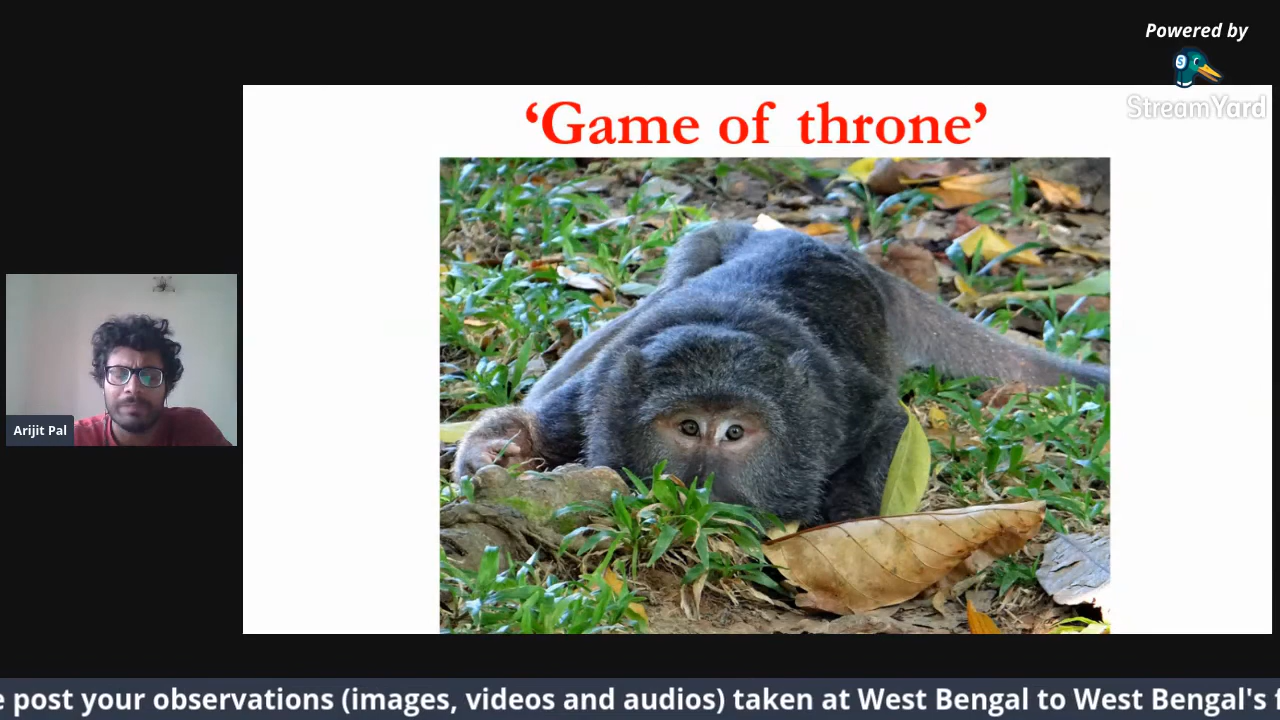 Powered by
StreamYard
‘Game of throne’
Arijit Pal
post your observations (images, videos and audios) taken at West Bengal to West Bengal's